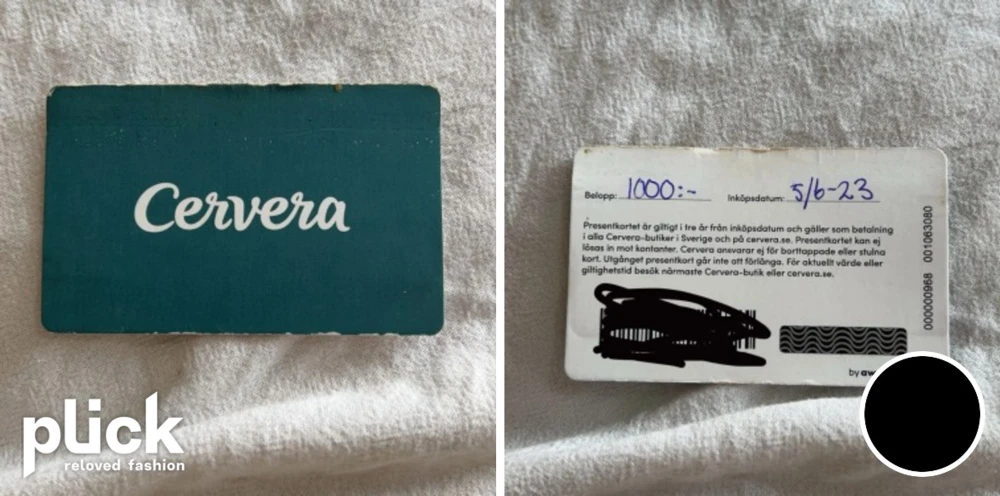 Cervera
plick
reloved fashion
Belopp: 1000:- Inköpsdatum: 5/6-23
Presentkortet är giltigt i tre år från inköpsdatum och gäller som betalning
i alla Cervera-butiker i Sverige och på cervera.se. Presentkortet kan ej
lösas in mot kontanter. Cervera ansvarar ej för borttappade eller stulna
kort. Utgånget presentkort går inte att förlänga. För aktuellt värde eller
giltighetstid besök närmaste Cervera-butik eller cervera.se.
000000968 001063080
by